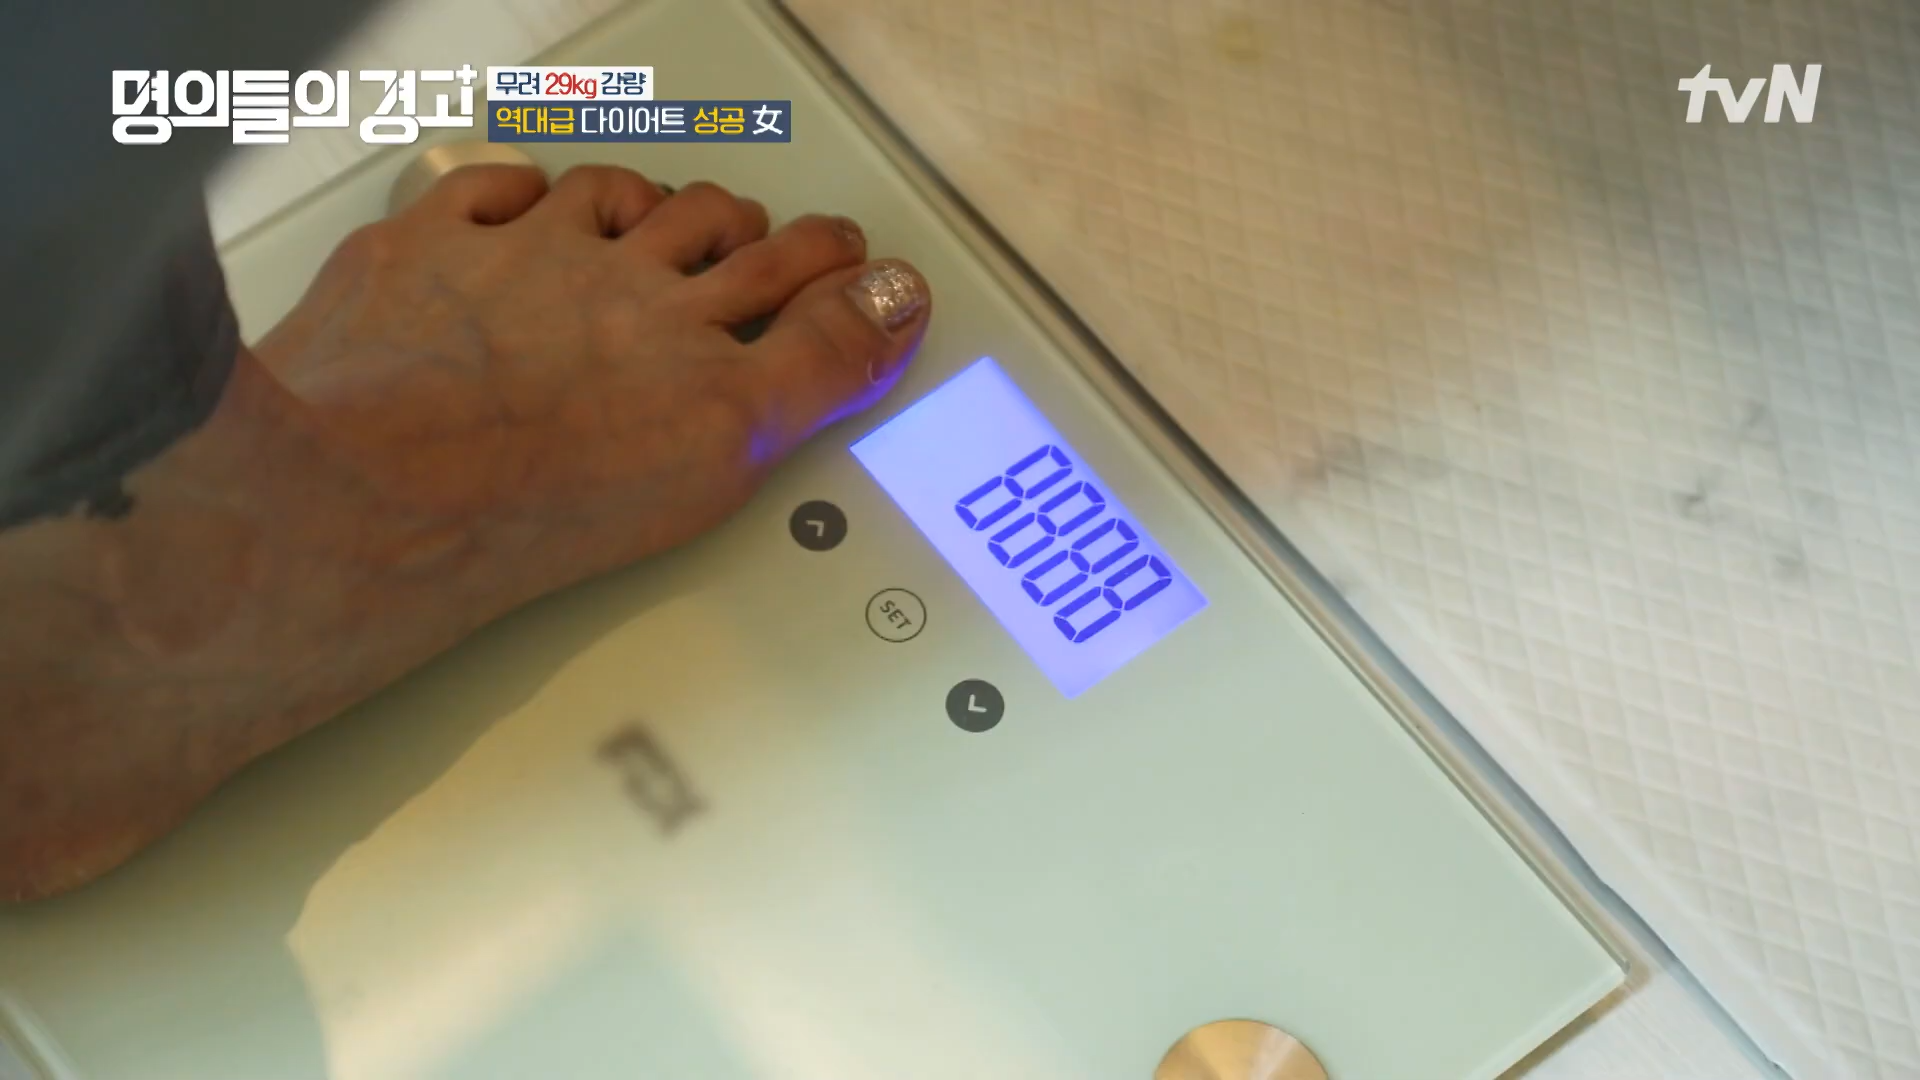 명의들의 경고+
무려 29kg 감량
역대급 다이어트 성공 女
tvN
8888
SET